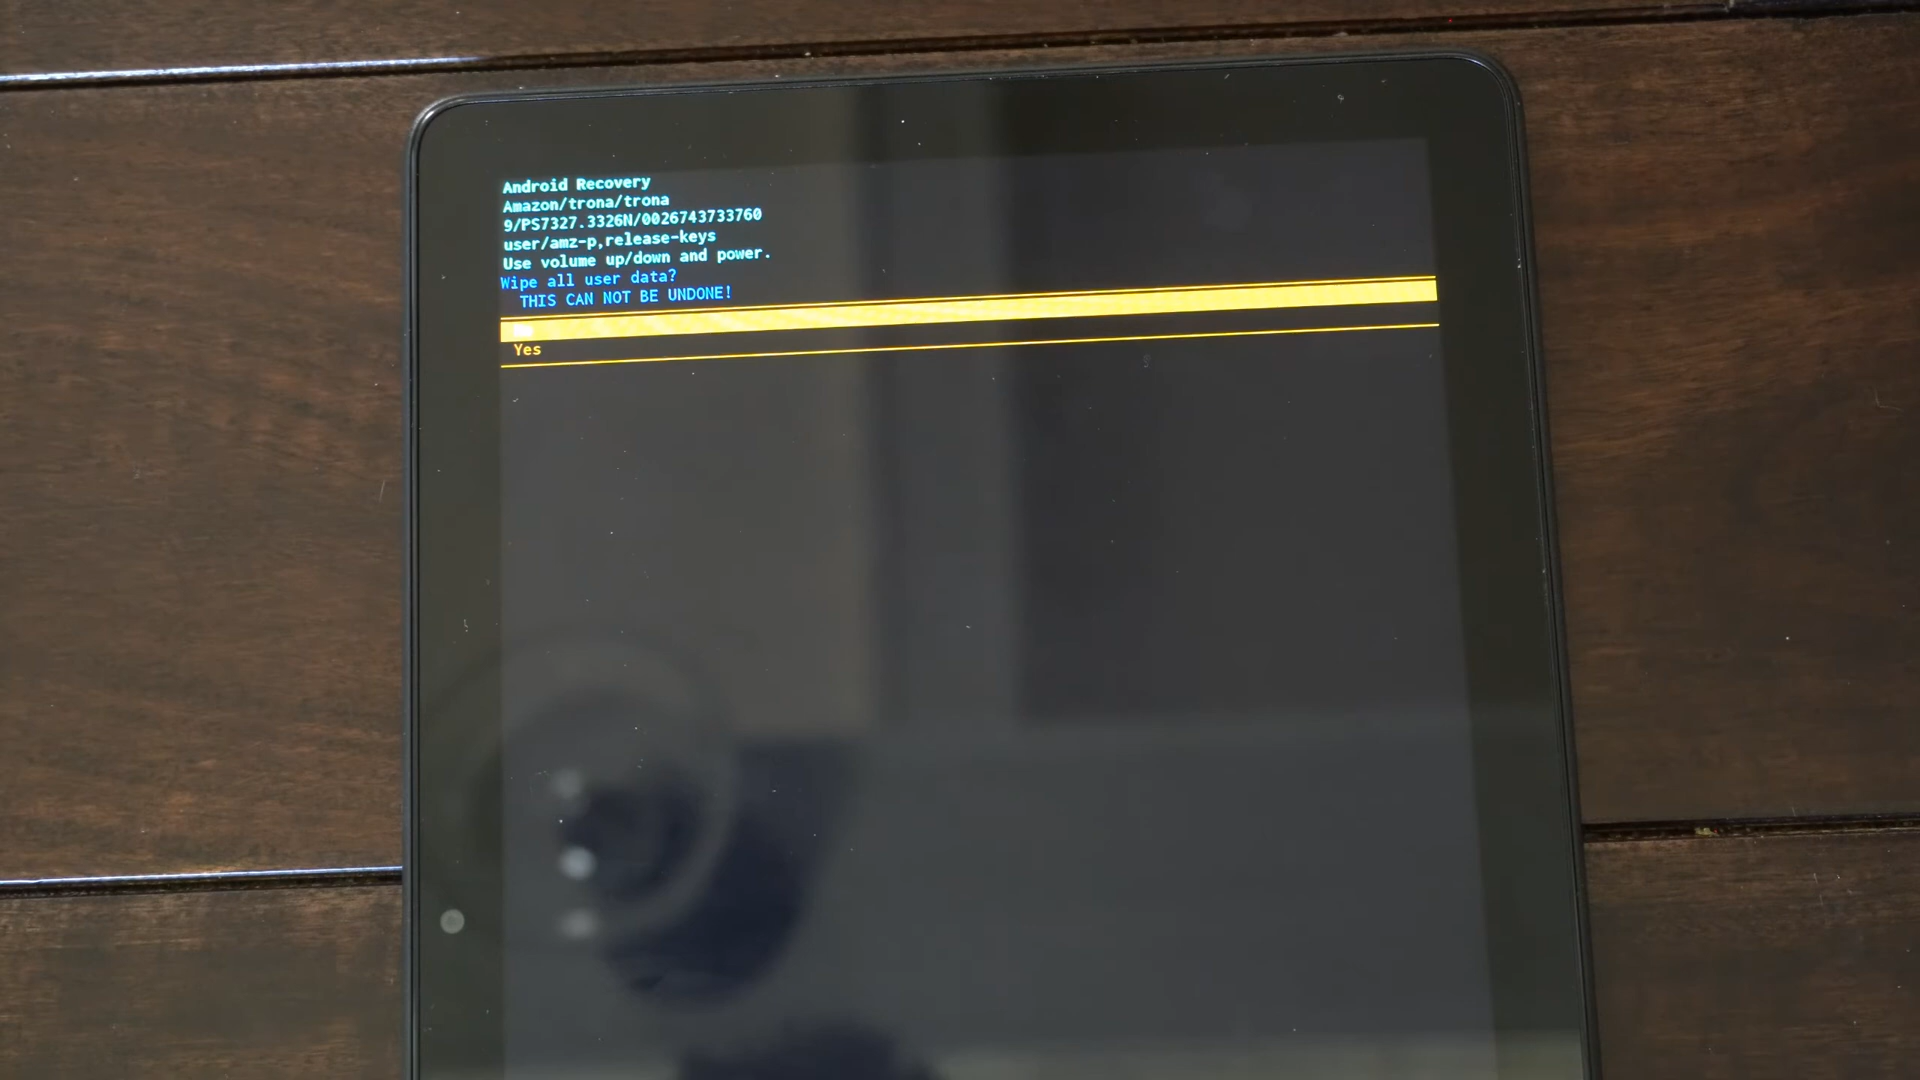 Android Recovery
Amazon/trona/trona
9/PS7327.3326N/0026743733760
user/amz-p,release-keys
Use volume up/down and power.
Wipe all user data?
THIS CAN NOT BE UNDONE!
No
Yes